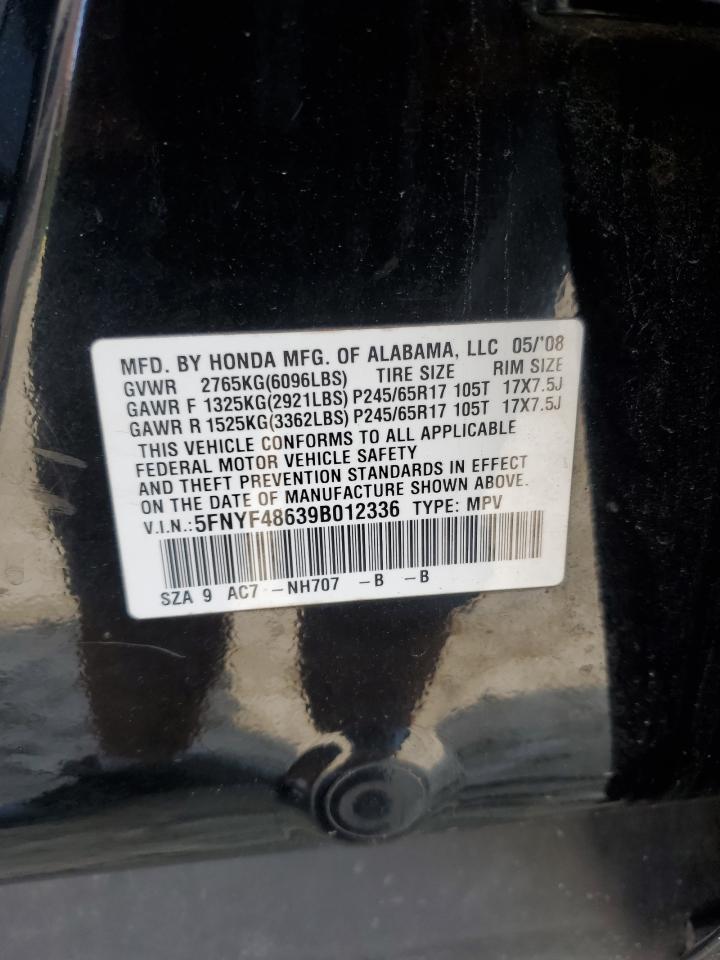 MFD. BY HONDA MFG. OF ALABAMA, LLC 05/'08
GVWR 2765KG(6096LBS) TIRE SIZE RIM SIZE
GAWR F 1325KG(2921LBS) P245/65R17 105T 17X7.5J
GAWR R 1525KG(3362LBS) P245/65R17 105T 17X7.5J
THIS VEHICLE CONFORMS TO ALL APPLICABLE
FEDERAL MOTOR VEHICLE SAFETY
AND THEFT PREVENTION STANDARDS IN EFFECT
ON THE DATE OF MANUFACTURE SHOWN ABOVE.
V.I.N.:5FNYF48639B012336 TYPE: MPV
SZA 9 AC7 -NH707 -B -B